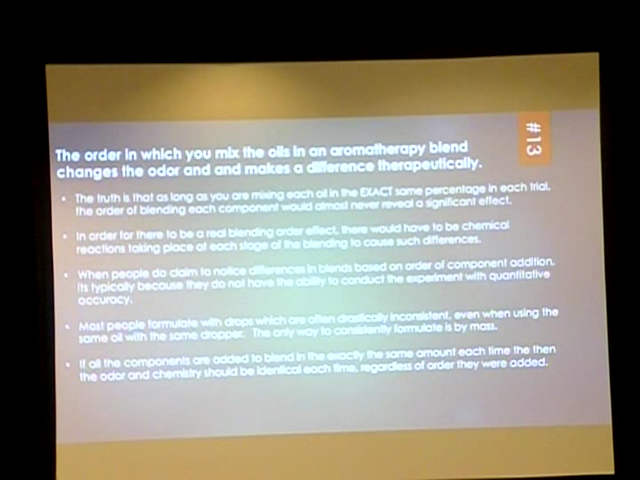 #13
The order in which you mix the oils in an aromatherapy blend
changes the odor and and makes a difference therapeutically.
• The truth is that as long as you are mixing each oil in the EXACT same percentage in each trial,
the order of blending each component would almost never reveal a significant effect.
• In order for there to be a real blending order effect, there would have to be chemical
reactions taking place at each stage of the blending to cause such differences.
• When people do claim to notice differences in blends based on order of component addition,
its typically because they do not have the ability to conduct the experiment with quantitative
accuracy.
• Most people formulate with drops which are often drastically inconsistent, even when using the
same oil with the same dropper. The only way to consistently formulate is by mass.
• If all the components are added to blend in the exactly the same amount each time the then
the odor and chemistry should be identical each time, regardless of order they were added.